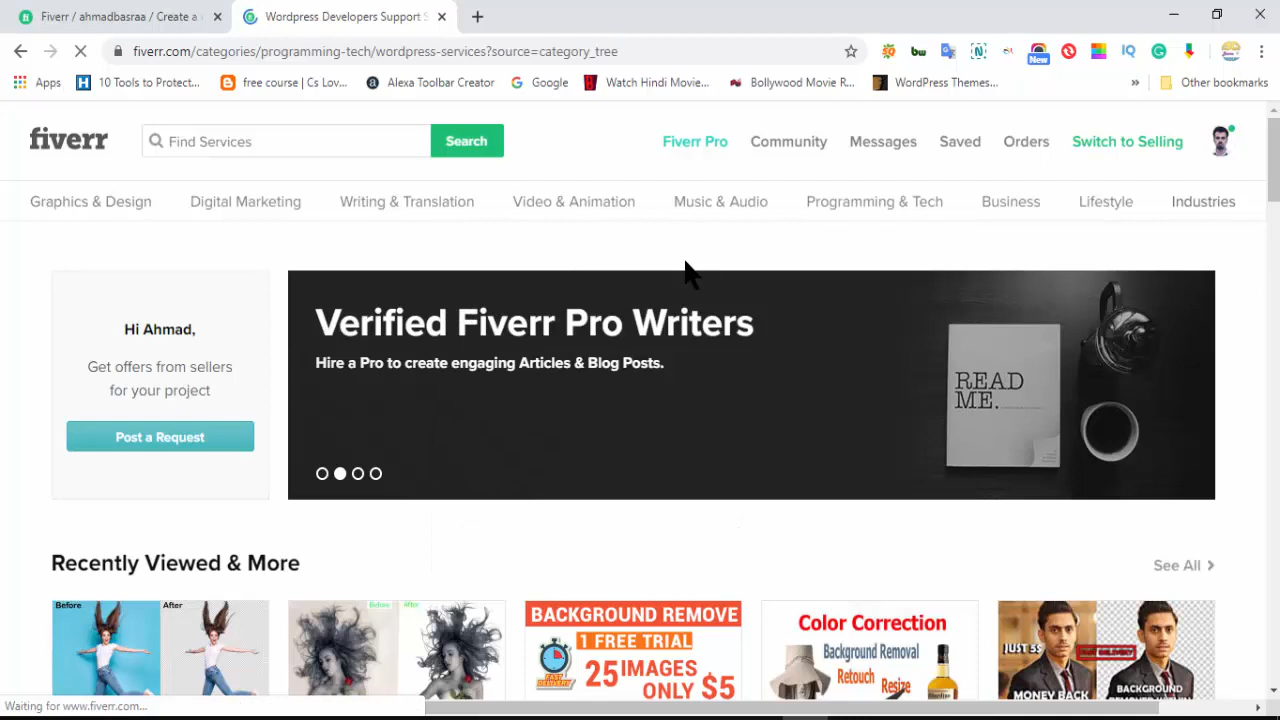 Fiverr / ahmadbasraa / Create a
Wordpress Developers Support S
fiverr.com/categories/programming-tech/wordpress-services?source=category_tree
New
Apps
10 Tools to Protect...
free course | Cs Lov...
Alexa Toolbar Creator
Google
Watch Hindi Movie...
Bollywood Movie R...
WordPress Themes...
Other bookmarks
fiverr
Find Services
Search
Fiverr Pro
Community
Messages
Saved
Orders
Switch to Selling
Graphics & Design
Digital Marketing
Writing & Translation
Video & Animation
Music & Audio
Programming & Tech
Business
Lifestyle
Industries
Hi Ahmad,
Get offers from sellers
for your project
Post a Request
Verified Fiverr Pro Writers
Hire a Pro to create engaging Articles & Blog Posts.
READ
ME.
Recently Viewed & More
See All
Before
After
Before
After
BACKGROUND REMOVE
1 FREE TRIAL
25 IMAGES
ONLY $5
Color Correction
Background Removal
Retouch
Resize
JUST 5$
MONEY BACK
BACKGROUND
Waiting for www.fiverr.com...